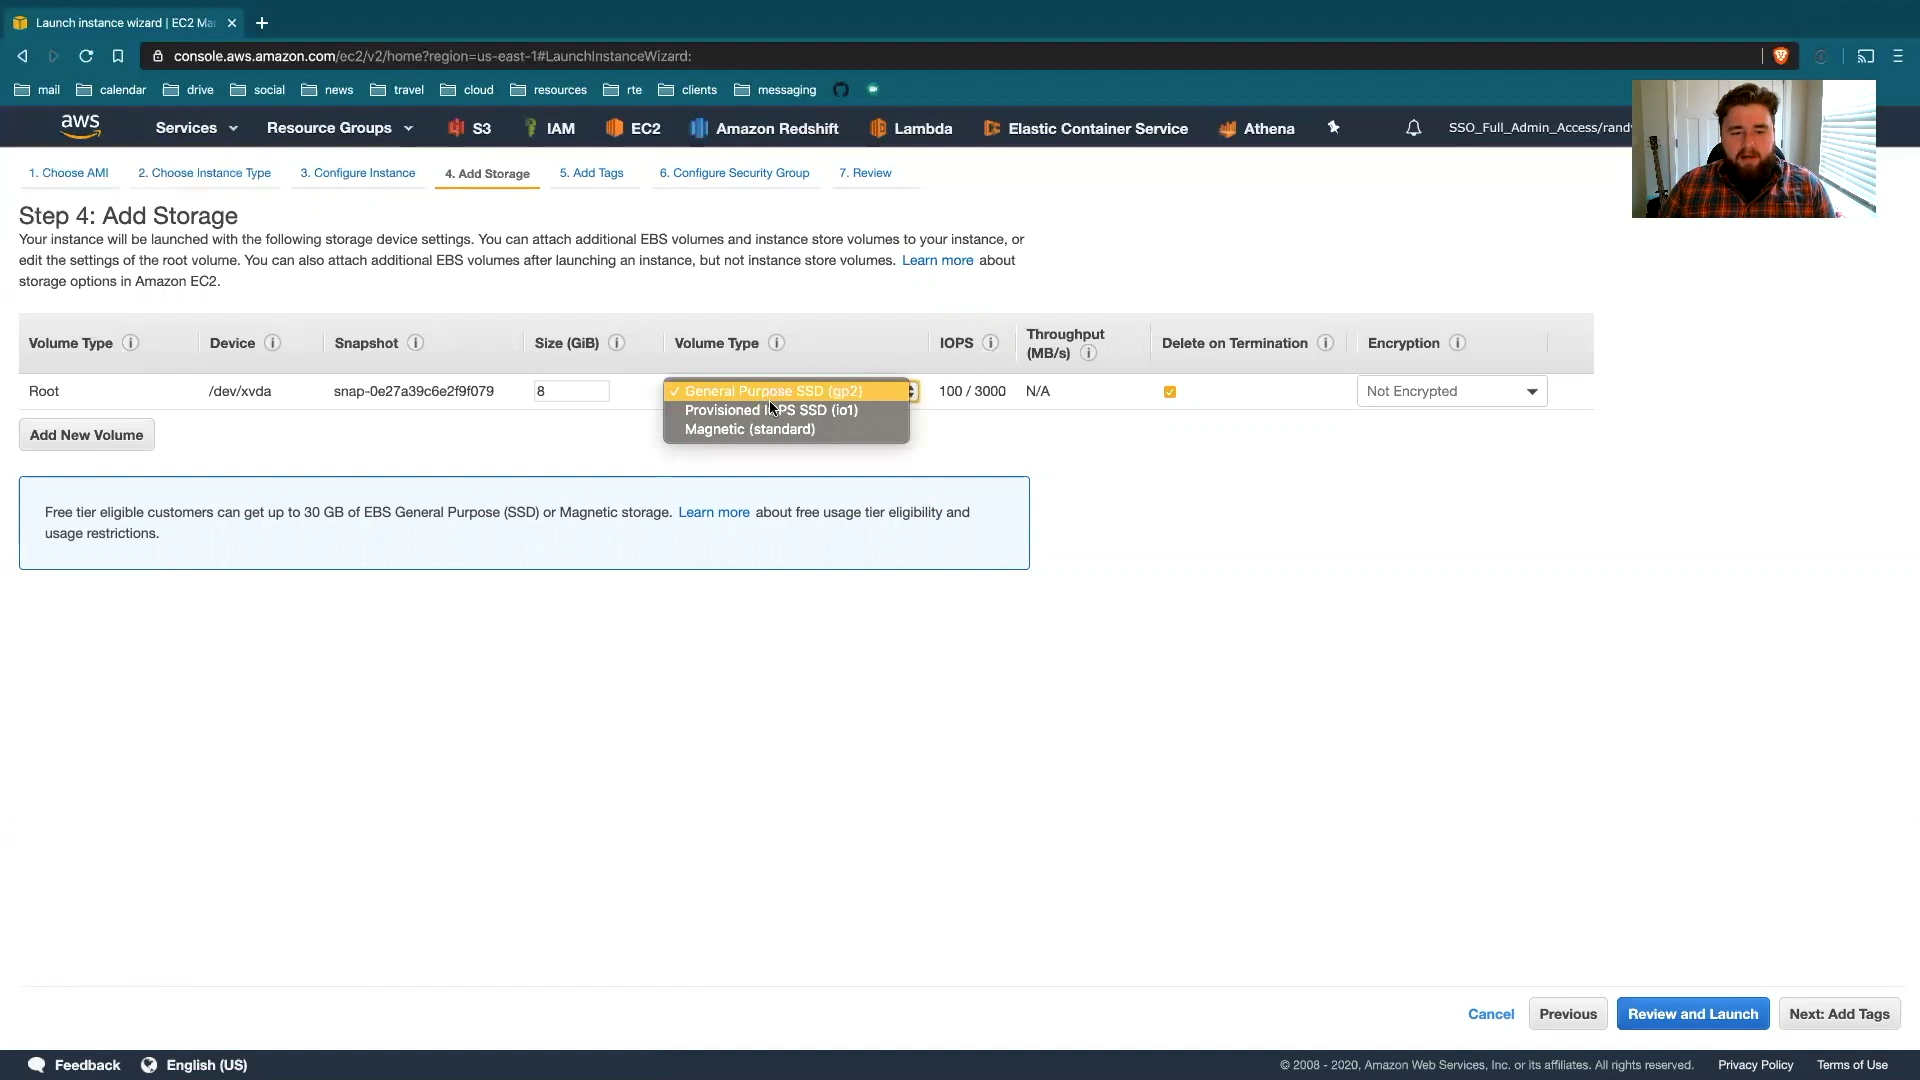 Launch instance wizard | EC2 Ma
console.aws.amazon.com/ec2/v2/home?region=us-east-1#LaunchInstanceWizard:
mail calendar drive social news travel cloud resources rte clients messaging
aws Services Resource Groups S3 IAM EC2 Amazon Redshift Lambda Elastic Container Service Athena SSO_Full_Admin_Access/rand
1. Choose AMI 2. Choose Instance Type 3. Configure Instance 4. Add Storage 5. Add Tags 6. Configure Security Group 7. Review
Step 4: Add Storage
Your instance will be launched with the following storage device settings. You can attach additional EBS volumes and instance store volumes to your instance, or
edit the settings of the root volume. You can also attach additional EBS volumes after launching an instance, but not instance store volumes. Learn more about
storage options in Amazon EC2.
Volume Type Device Snapshot Size (GiB) Volume Type IOPS Throughput (MB/s) Delete on Termination Encryption
Root /dev/xvda snap-0e27a39c6e2f9f079 8 General Purpose SSD (gp2) 100 / 3000 N/A Not Encrypted
Provisioned IOPS SSD (io1)
Magnetic (standard)
Add New Volume
Free tier eligible customers can get up to 30 GB of EBS General Purpose (SSD) or Magnetic storage. Learn more about free usage tier eligibility and
usage restrictions.
Cancel Previous Review and Launch Next: Add Tags
Feedback English (US) © 2008 - 2020, Amazon Web Services, Inc. or its affiliates. All rights reserved. Privacy Policy Terms of Use